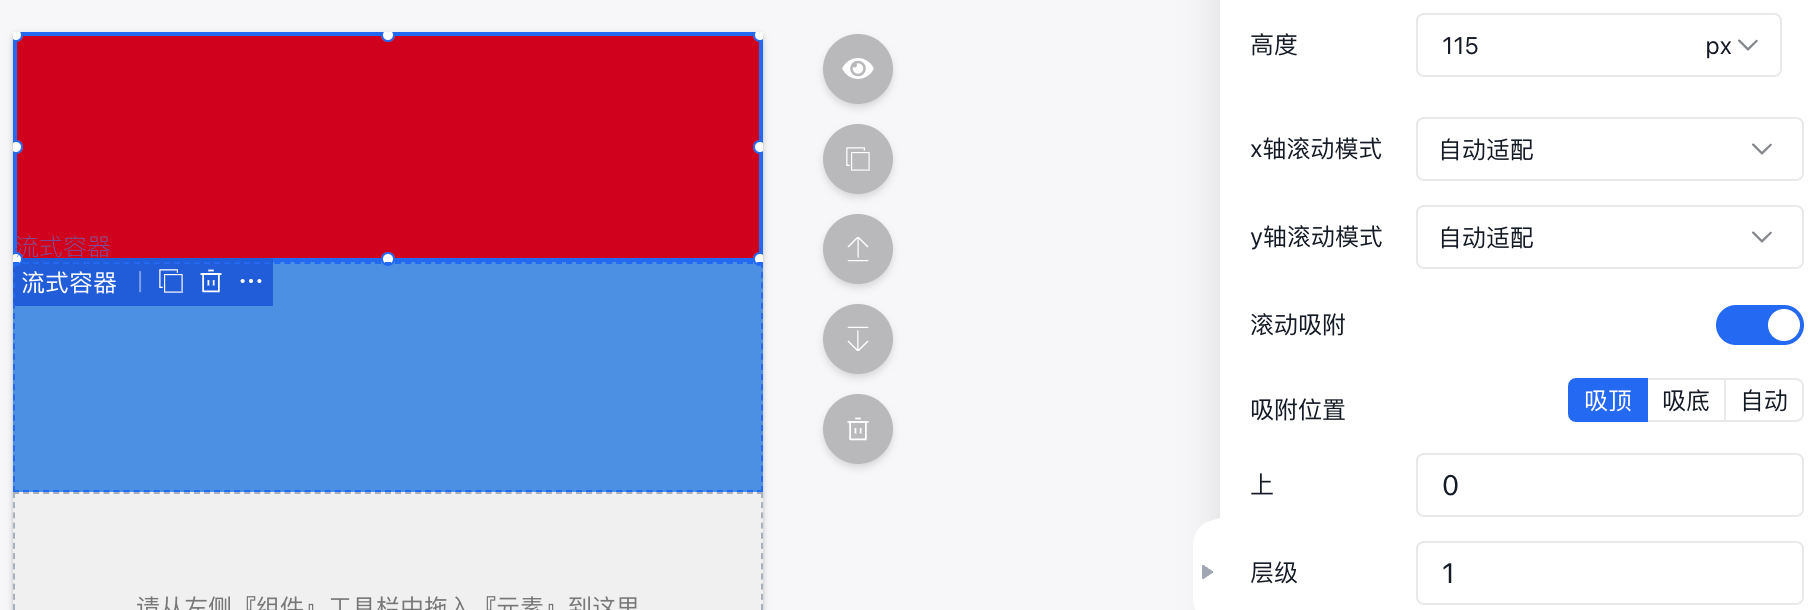 流式容器
流式容器
请从左侧『组件』工具栏中拖入『元素』到这里
高度
115 px
x轴滚动模式 自动适配
y轴滚动模式 自动适配
滚动吸附
吸附位置 吸顶 吸底 自动
上 0
层级 1